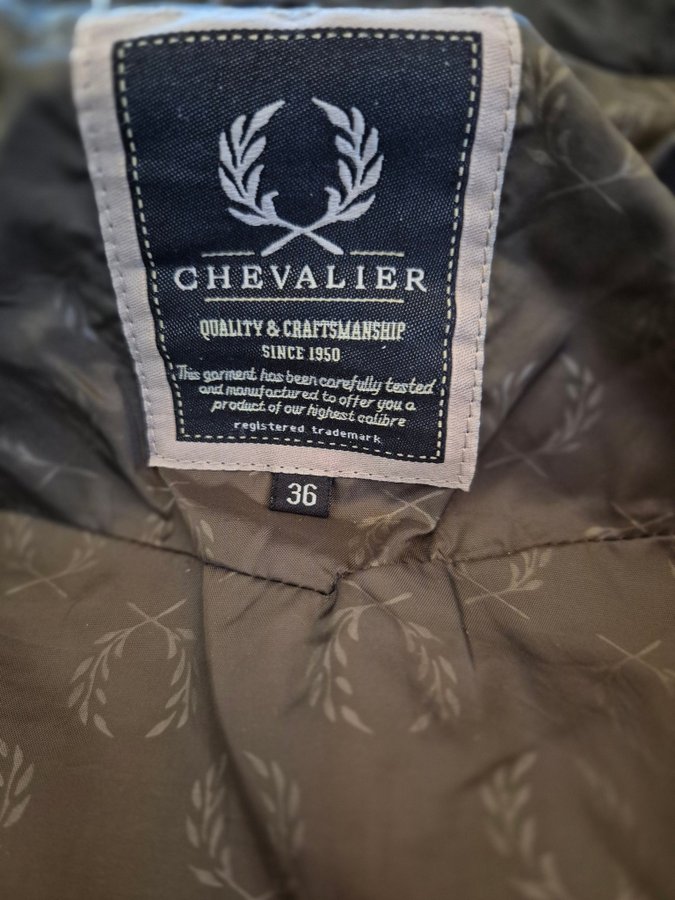 CHEVALIER
QUALITY & CRAFTSMANSHIP
SINCE 1950
This garment has been carefully tested
and manufactured to offer you a
product of our highest calibre
registered trademark
36